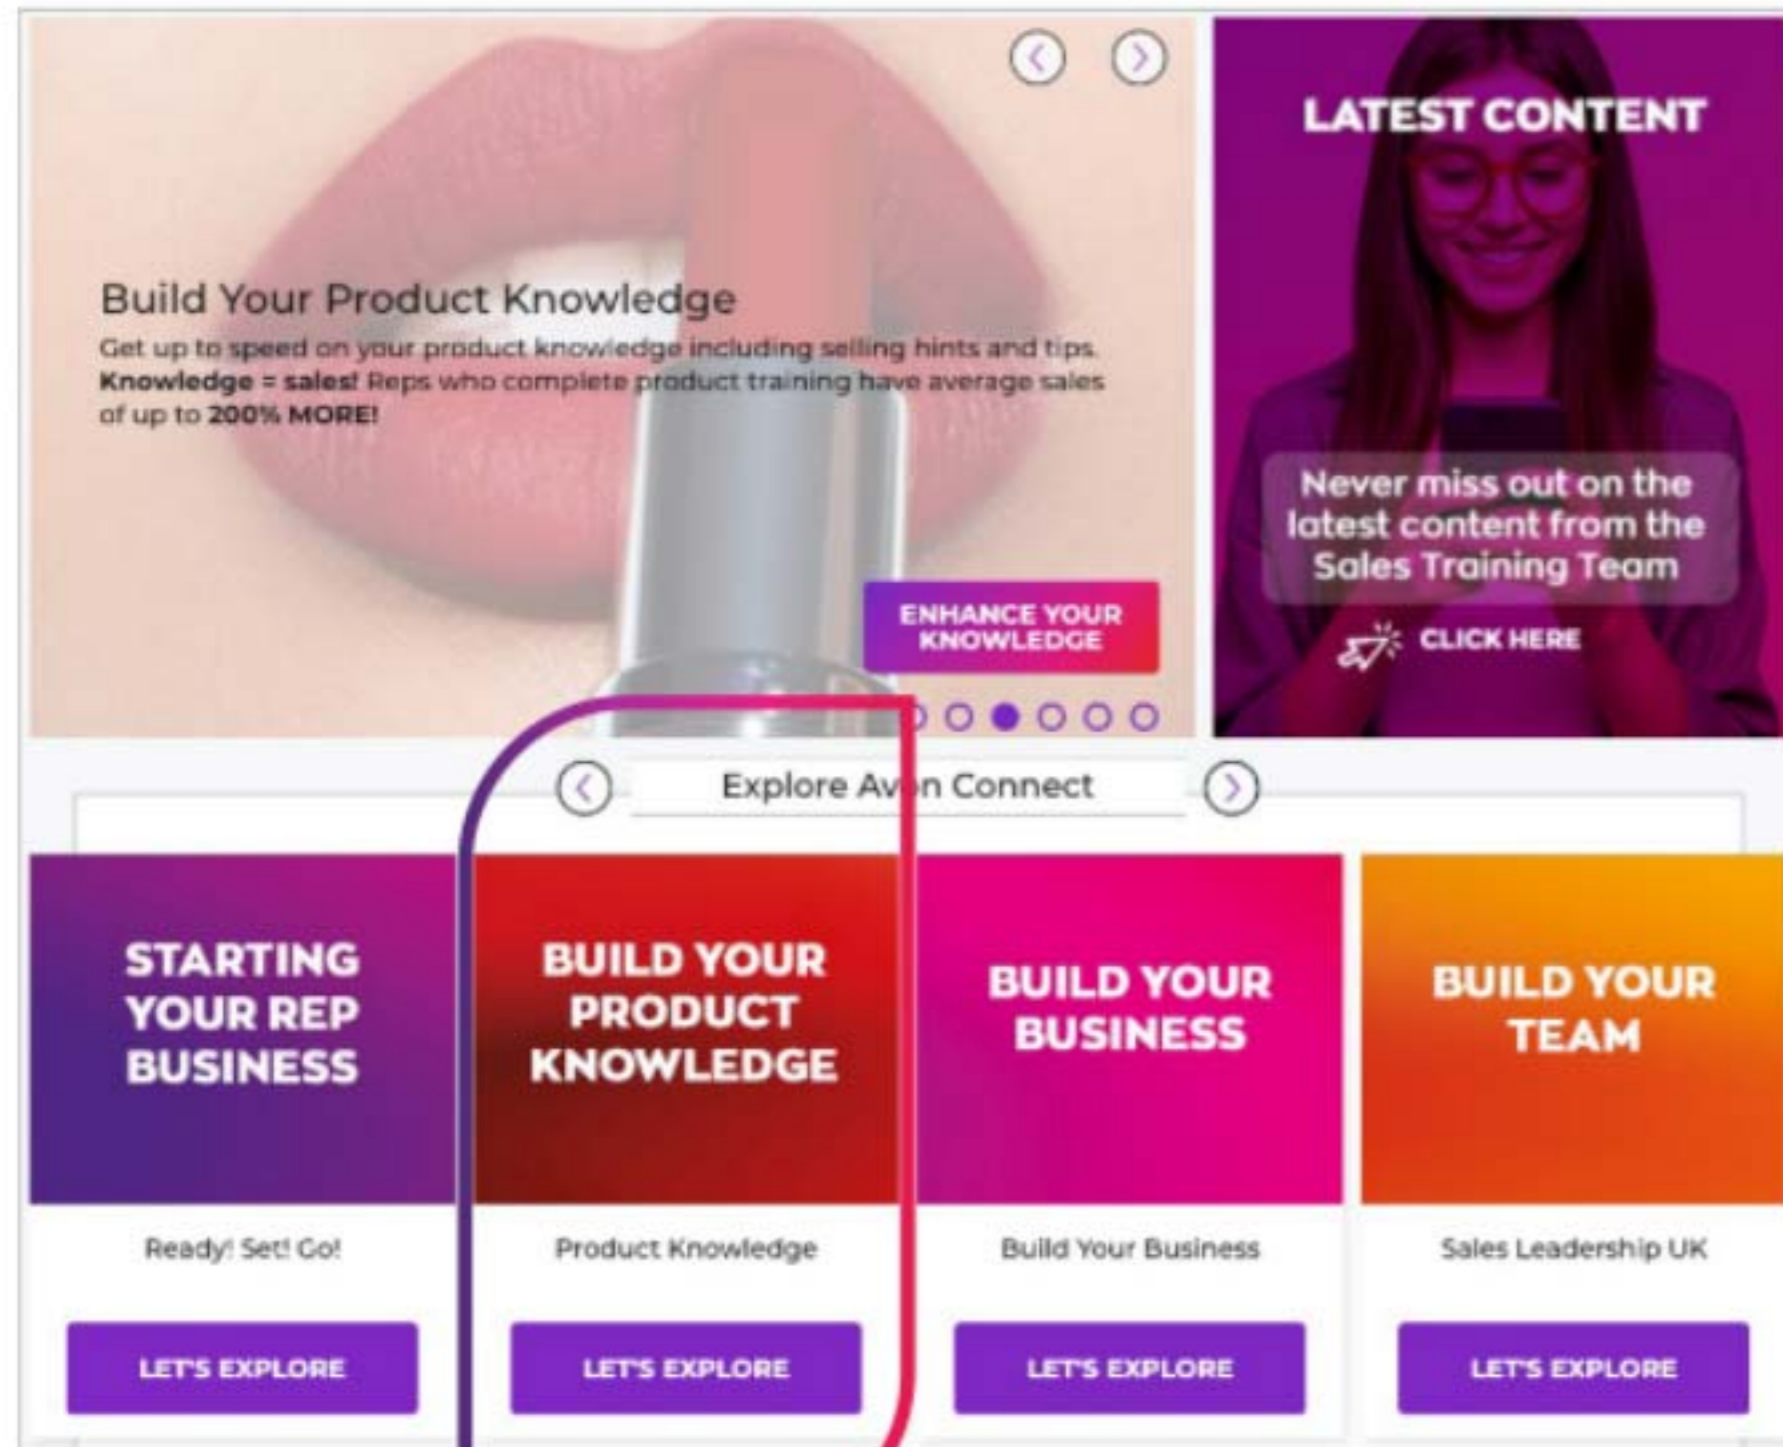 Build Your Product Knowledge
Get up to speed on your product knowledge including selling hints and tips.
Knowledge = sales! Reps who complete product training have average sales
of up to 200% MORE!
ENHANCE YOUR
KNOWLEDGE
LATEST CONTENT
Never miss out on the
latest content from the
Sales Training Team
CLICK HERE
Explore Avon Connect
STARTING
YOUR REP
BUSINESS
Ready! Set! Go!
LET'S EXPLORE
BUILD YOUR
PRODUCT
KNOWLEDGE
Product Knowledge
LET'S EXPLORE
BUILD YOUR
BUSINESS
Build Your Business
LET'S EXPLORE
BUILD YOUR
TEAM
Sales Leadership UK
LET'S EXPLORE